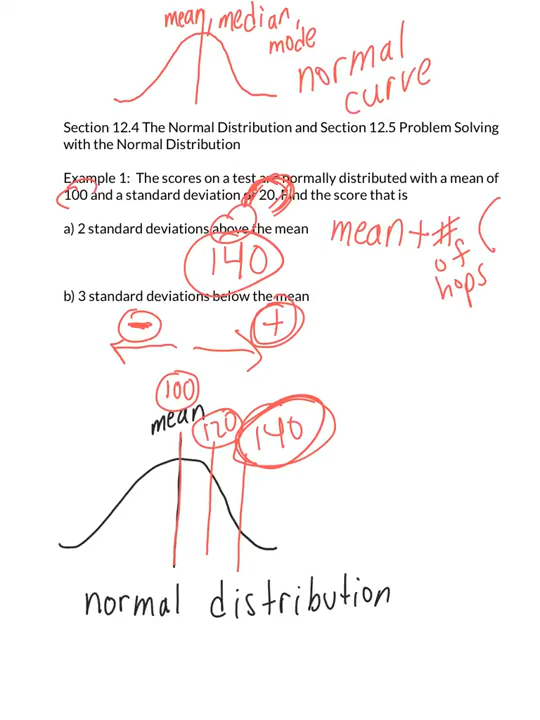 mean, median,
mode
normal
curve
Section 12.4 The Normal Distribution and Section 12.5 Problem Solving
with the Normal Distribution
Example 1: The scores on a test are normally distributed with a mean of
100 and a standard deviation of 20. Find the score that is
a) 2 standard deviations above the mean
mean + # (
of
hops
140
b) 3 standard deviations below the mean
- +
100
mean
120
140
normal distribution